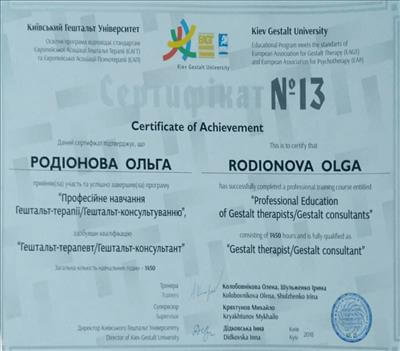 Київський Гештальт Університет
Освітня програма відповідає стандартам
Європейської Асоціації Гештальт Терапії (EAGT)
та Європейської Асоціації Психотерапії (EAP)
EAGT
Kiev Gestalt University
Kiev Gestalt University
Educational Program meets the standarts of
European Association for Gestalt Therapy (EAGT)
and European Association for Psychotherapy (EAP)
Сертифікат №13
Certificate of Achievement
Даний сертифікат підтверджує, що
РОДІОНОВА ОЛЬГА
прийняв(ла) участь та успішно завершив(ла) програму
"Професійне навчання
Гештальт-терапії/Гештальт-консультуванню",
здобувши кваліфікацію
"Гештальт-терапевт/Гештальт-консультант"
Загальна кількість навчальних годин - 1450
This is to certify that
RODIONOVA OLGA
has successfully completed a professional training course entitled
"Professional Education
of Gestalt therapists/Gestalt consultants"
consisting of 1450 hours and is fully qualified as
"Gestalt therapist/Gestalt consultant"
Тренери
Trainers
Колобовнікова Олена, Шульженко Ірина
Kolobovnikova Olena, Shulzhenko Irina
Супервізор
Supervisor
Кряхтунов Михайло
Kryakhtunov Mykhailo
Директор Київського Гештальт Університету
Director of Kiev Gestalt University
Дідковська Інна
Didkovska Inna
Київ
Kyiv
2018